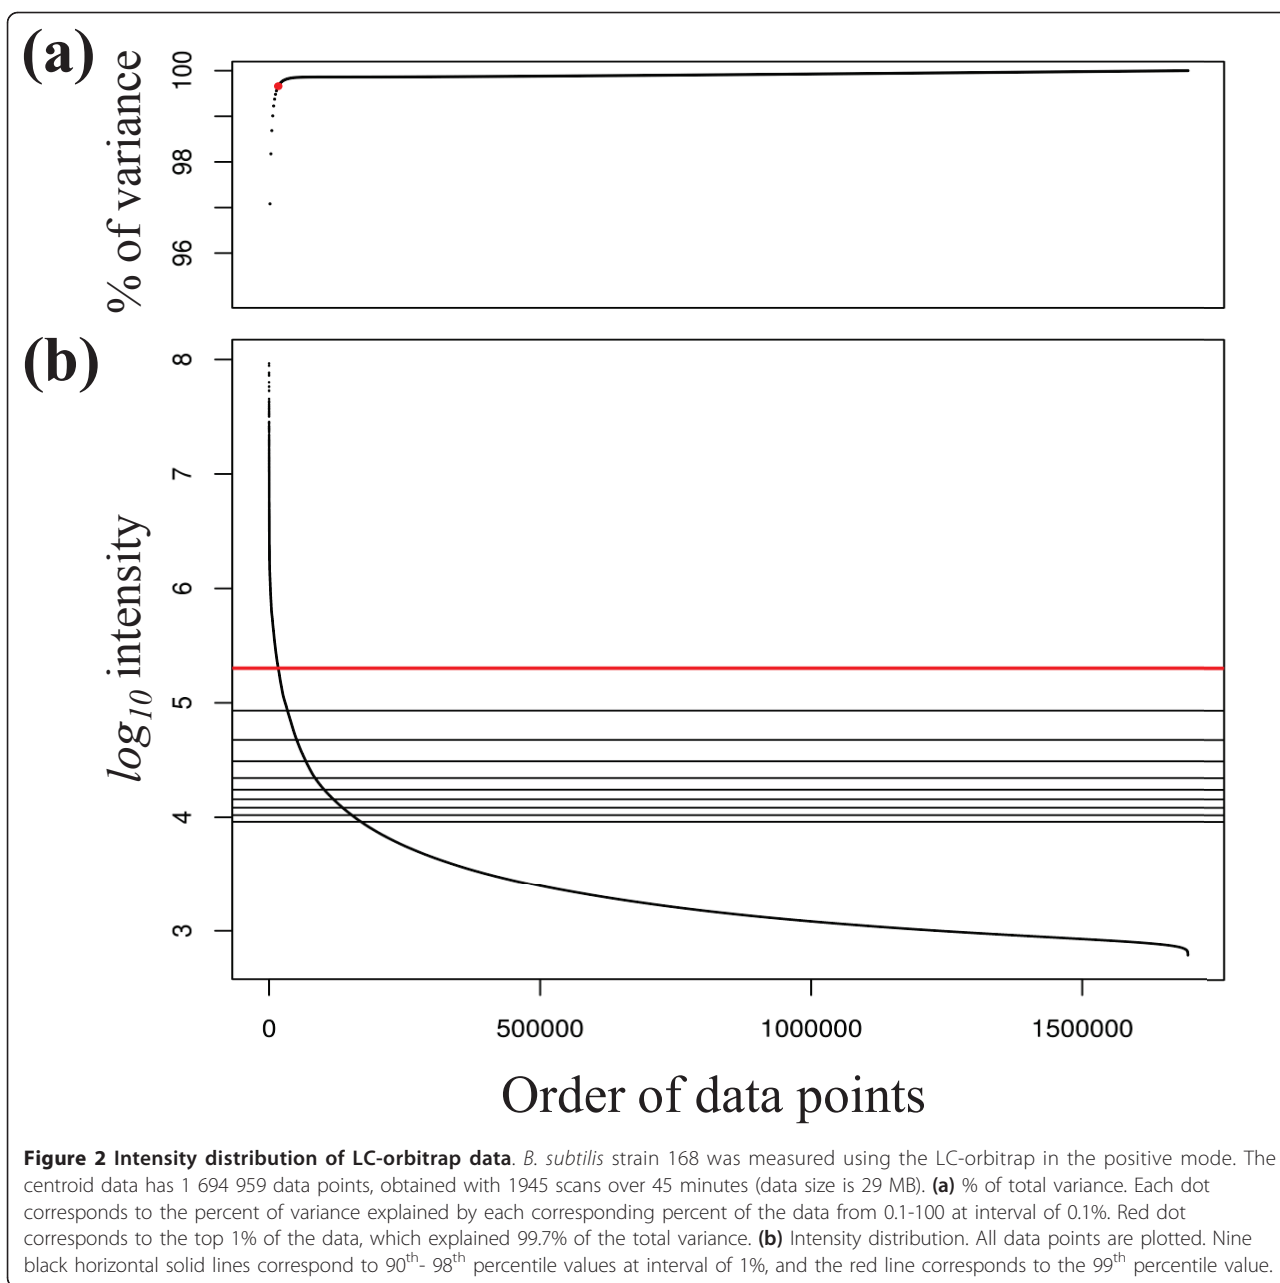 (a)
% of variance
100
98
96
(b)
log10 intensity
8
7
6
5
4
3
0 500000 1000000 1500000
Order of data points
Figure 2 Intensity distribution of LC-orbitrap data. B. subtilis strain 168 was measured using the LC-orbitrap in the positive mode. The
centroid data has 1 694 959 data points, obtained with 1945 scans over 45 minutes (data size is 29 MB). (a) % of total variance. Each dot
corresponds to the percent of variance explained by each corresponding percent of the data from 0.1-100 at interval of 0.1%. Red dot
corresponds to the top 1% of the data, which explained 99.7% of the total variance. (b) Intensity distribution. All data points are plotted. Nine
black horizontal solid lines correspond to 90th- 98th percentile values at interval of 1%, and the red line corresponds to the 99th percentile value.